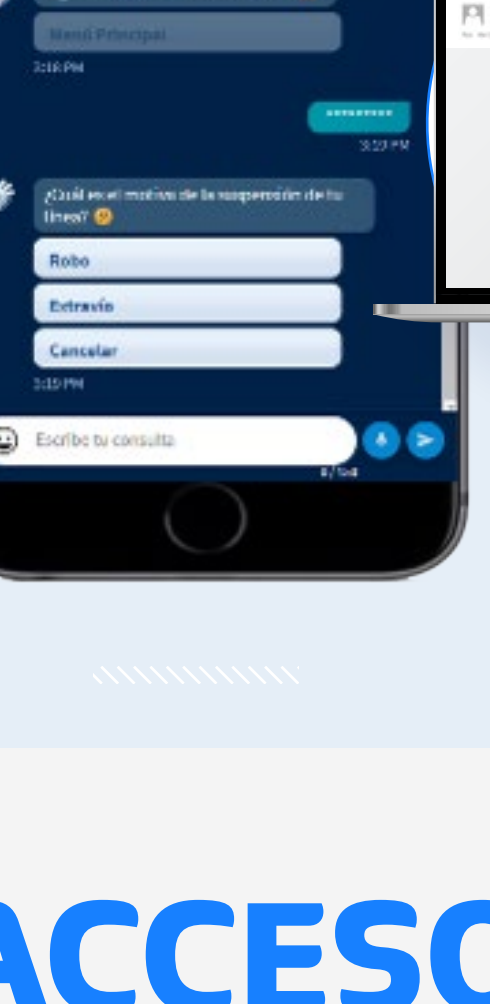 Menú Principal
3:18 PM
*********
3:19 PM
¿Cuál es el motivo de la suspensión de tu
línea? 🤔
Robo
Extravío
Cancelar
3:19 PM
Escribe tu consulta
ACCESO